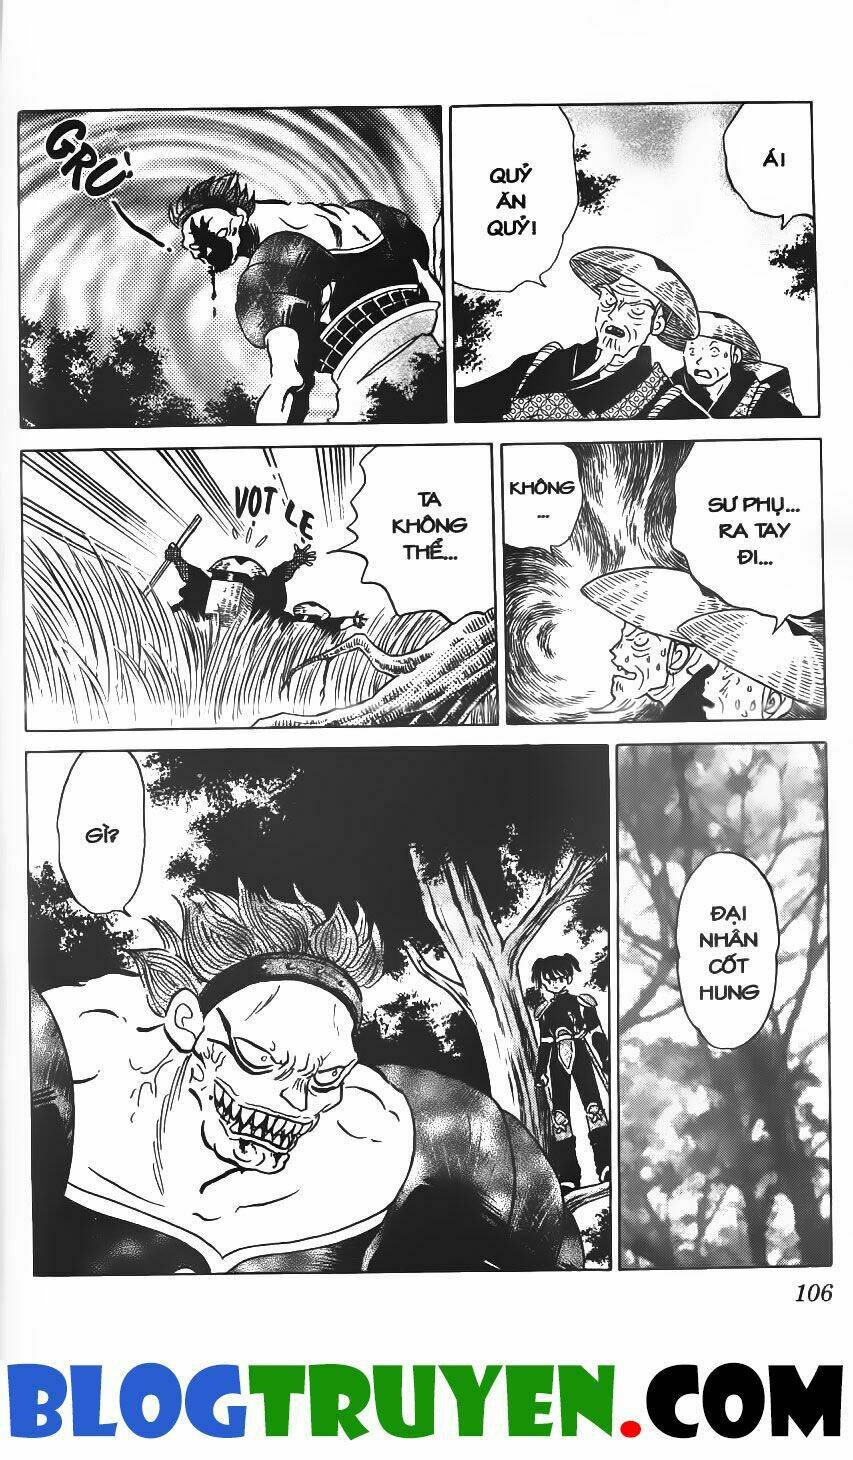 ÁI
QUỶ
ĂN
QUỶ!
GRỪ
SƯ PHỤ...
RA TAY
ĐI...
KHÔNG
...
TA
KHÔNG
THỂ...
VỌT LẸ
ĐẠI
NHÂN
CỐT
HUNG
GÌ?
106
BLOGTRUYEN.COM